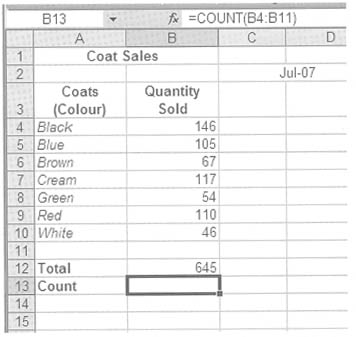 B13 fx =COUNT(B4:B11)
A B C D
1 Coat Sales
2 Jul-07
Coats Quantity
3 (Colour) Sold
4 Black 146
5 Blue 105
6 Brown 67
7 Cream 117
8 Green 54
9 Red 110
10 White 46
11
12 Total 645
13 Count
14
15